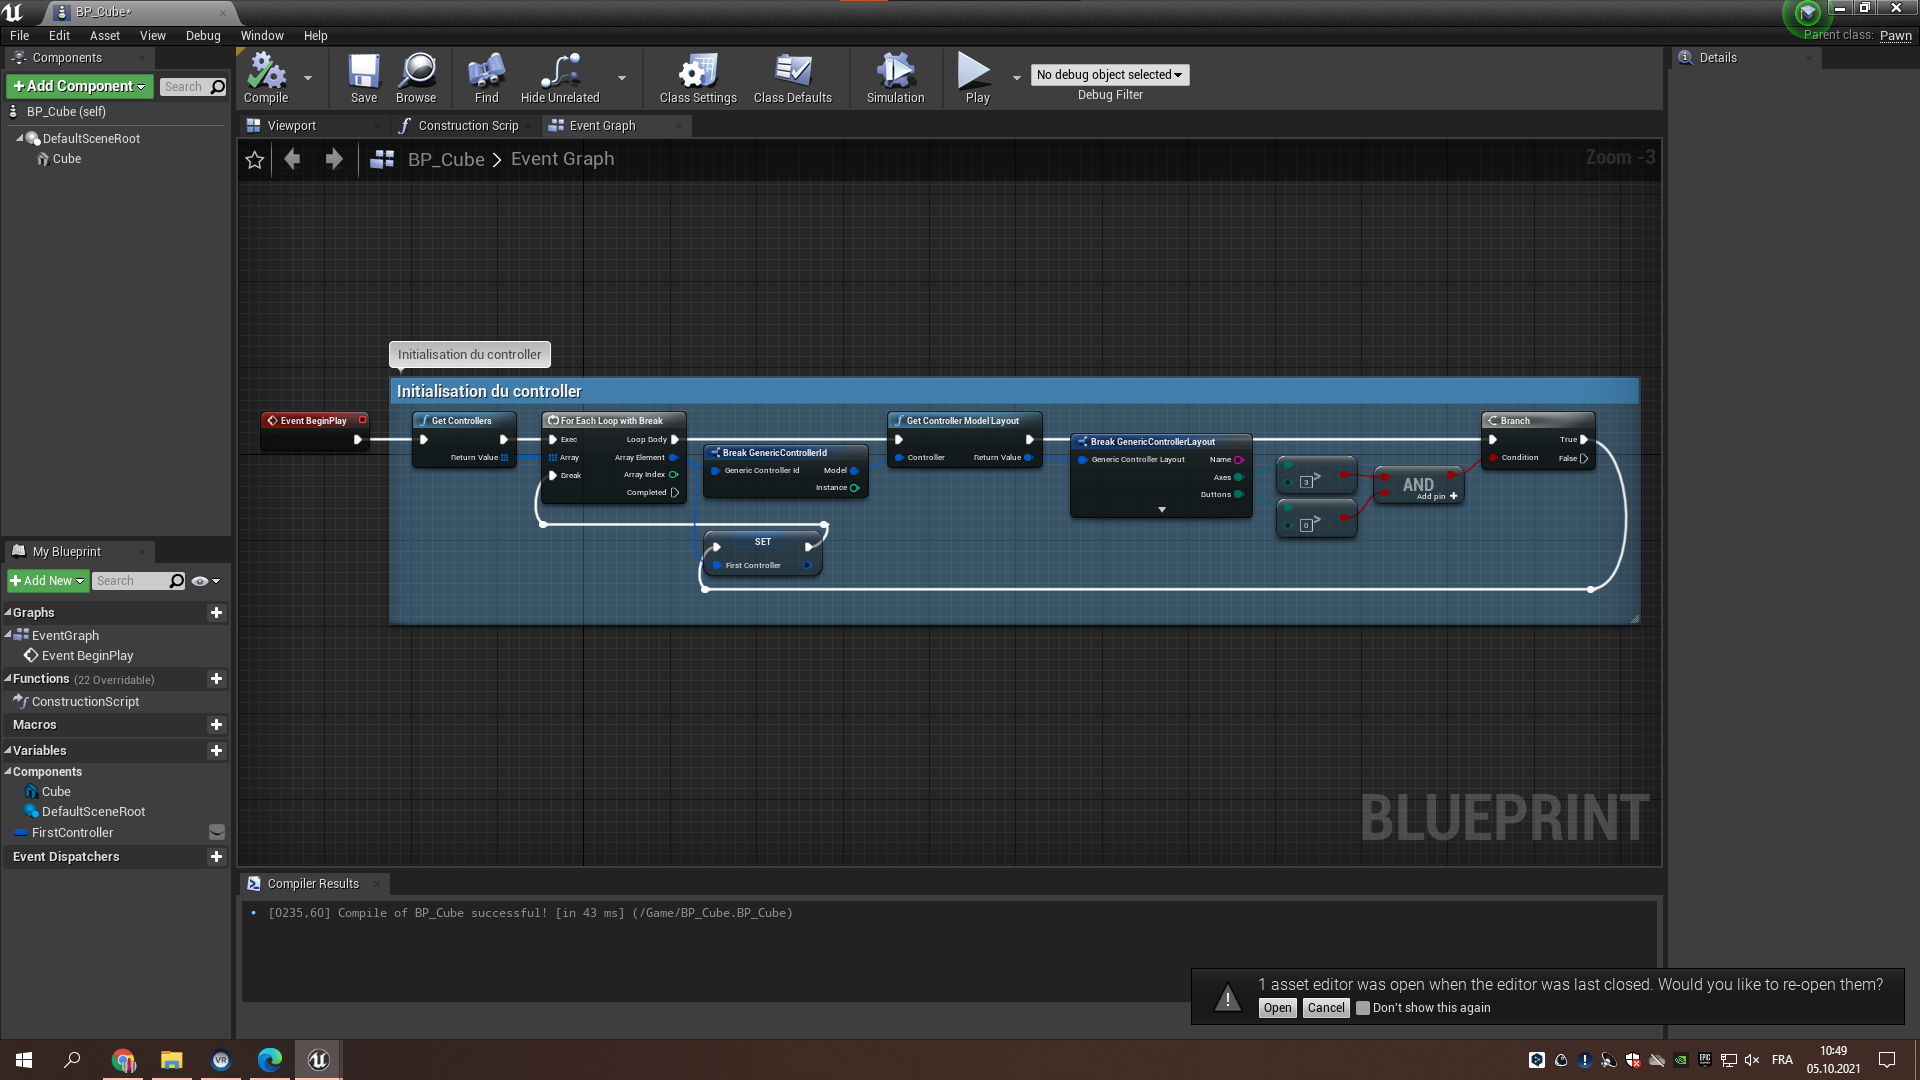 BP_Cube*
File Edit Asset View Debug Window Help
Parent class: Pawn
Components
+Add Component
Search
BP_Cube (self)
DefaultSceneRoot
Cube
Compile
Save
Browse
Find
Hide Unrelated
Class Settings
Class Defaults
Simulation
Play
No debug object selected
Debug Filter
Details
Viewport
Construction Scrip
Event Graph
BP_Cube > Event Graph
Zoom -3
Initialisation du controller
Initialisation du controller
Event BeginPlay
Get Controllers
Return Value
For Each Loop with Break
Exec Loop Body
Array Array Element
Break Array Index
Completed
Break GenericControllerId
Generic Controller Id Model
Instance
SET
First Controller
Get Controller Model Layout
Controller Return Value
Break GenericControllerLayout
Generic Controller Layout Name
Axes
Buttons
3 >
0 >
AND
Add pin +
Branch
True
Condition False
My Blueprint
+Add New
Search
Graphs
EventGraph
Event BeginPlay
Functions (22 Overridable)
ConstructionScript
Macros
Variables
Components
Cube
DefaultSceneRoot
FirstController
Event Dispatchers
BLUEPRINT
Compiler Results
[0235,60] Compile of BP_Cube successful! [in 43 ms] (/Game/BP_Cube.BP_Cube)
1 asset editor was open when the editor was last closed. Would you like to re-open them?
Open Cancel Don't show this again
FRA
10:49
05.10.2021